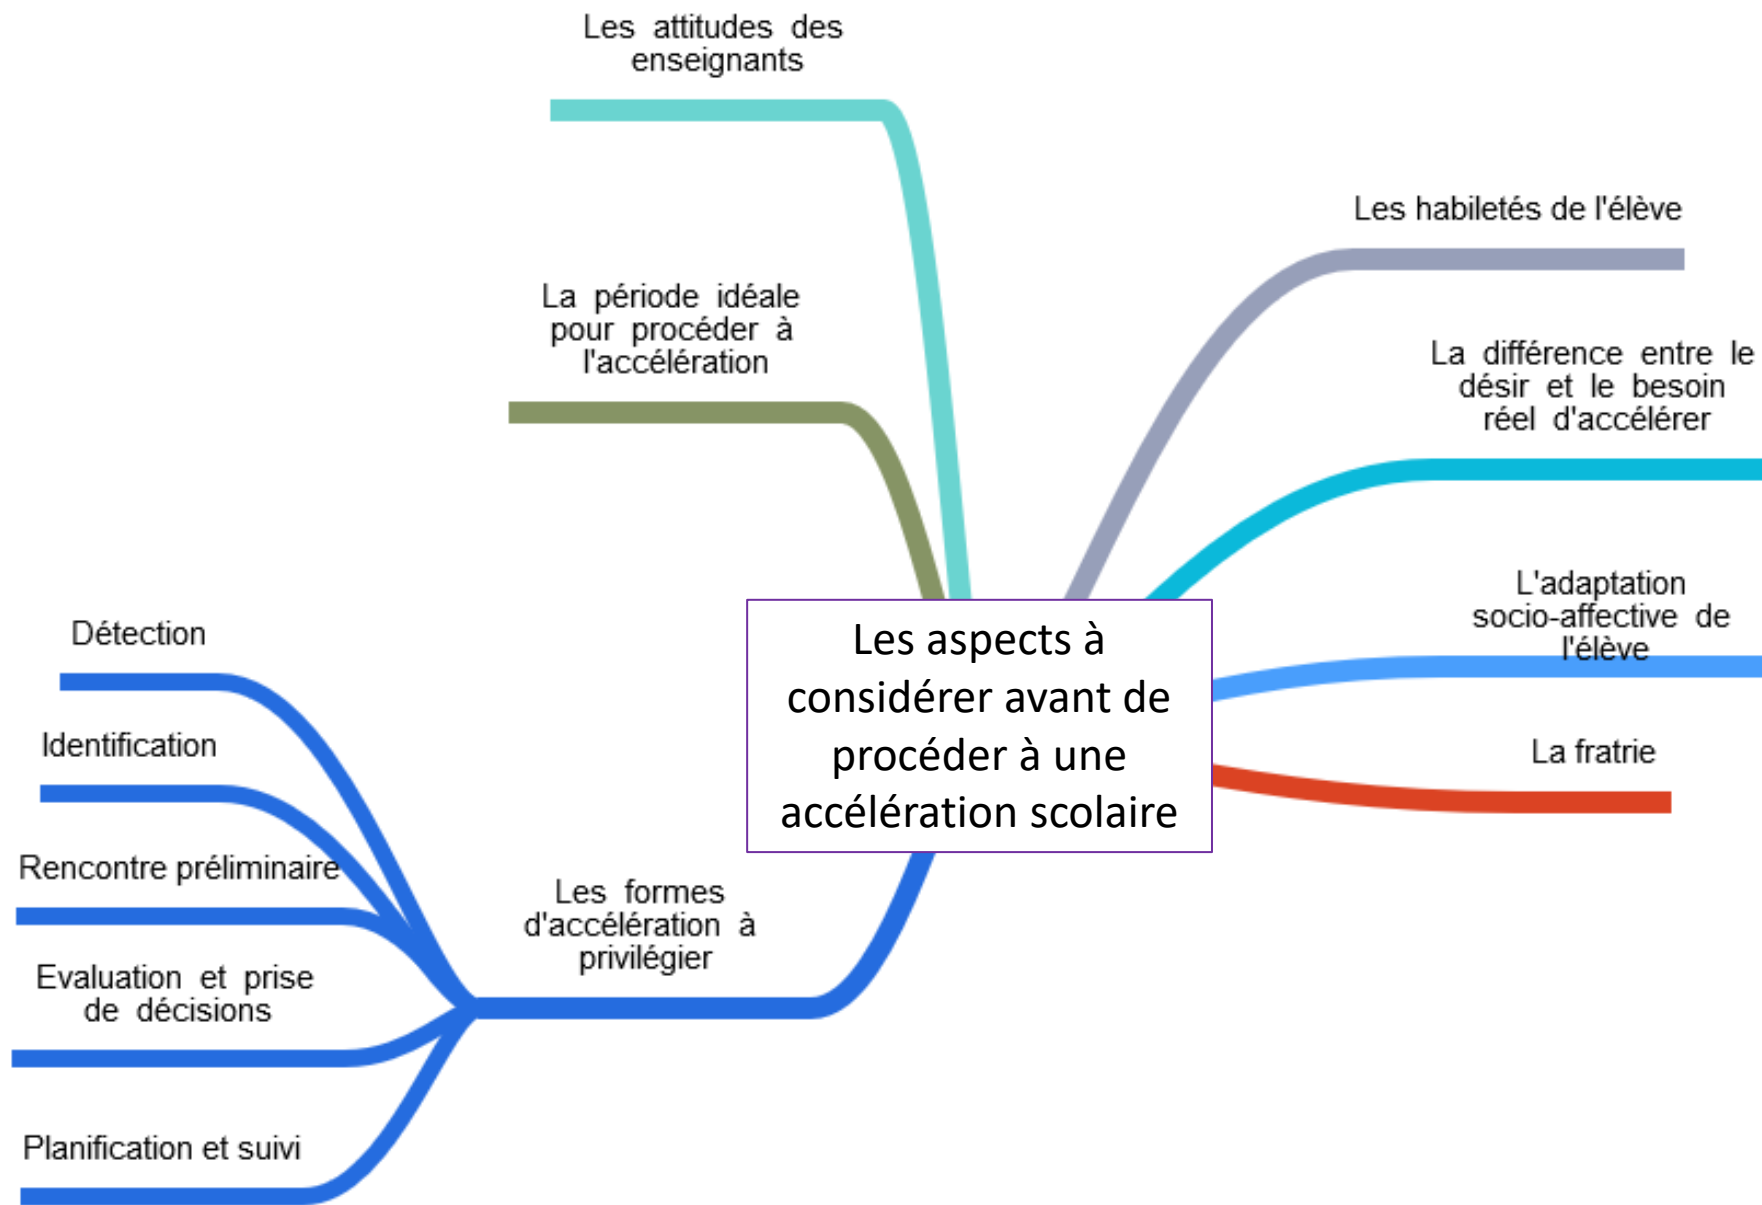 Les attitudes des
enseignants
Les habiletés de l'élève
La période idéale
pour procéder à
l'accélération
La différence entre le
désir et le besoin
réel d'accélérer
L'adaptation
socio-affective de
l'élève
La fratrie
Les aspects à
considérer avant de
procéder à une
accélération scolaire
Les formes
d'accélération à
privilégier
Détection
Identification
Rencontre préliminaire
Evaluation et prise
de décisions
Planification et suivi